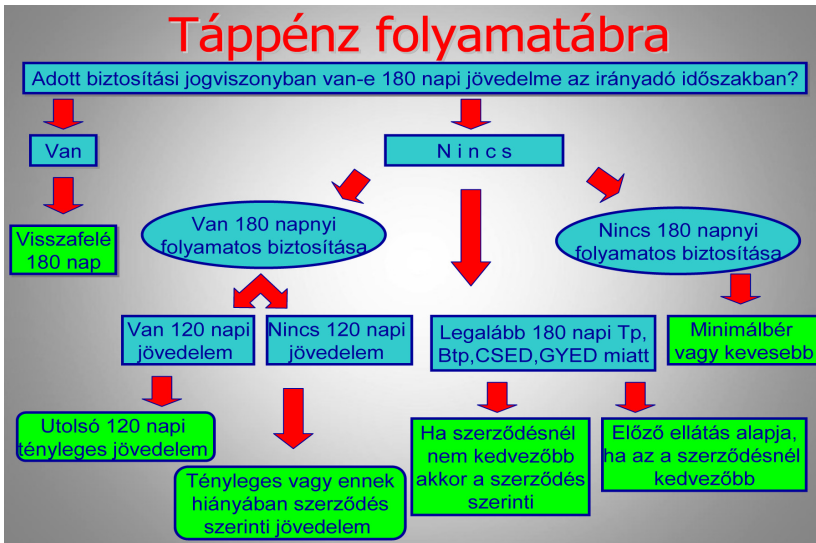 Táppénz folyamatábra
Adott biztosítási jogviszonyban van-e 180 napi jövedelme az irányadó időszakban?
Van
N i n c s
Visszafelé
180 nap
Van 180 napnyi
folyamatos biztosítása
Nincs 180 napnyi
folyamatos biztosítása
Van 120 napi
jövedelem
Nincs 120 napi
jövedelem
Legalább 180 napi Tp,
Btp,CSED,GYED miatt
Minimálbér
vagy kevesebb
Utolsó 120 napi
tényleges jövedelem
Tényleges vagy ennek
hiányában szerződés
szerinti jövedelem
Ha szerződésnél
nem kedvezőbb
akkor a szerződés
szerinti
Előző ellátás alapja,
ha az a szerződésnél
kedvezőbb